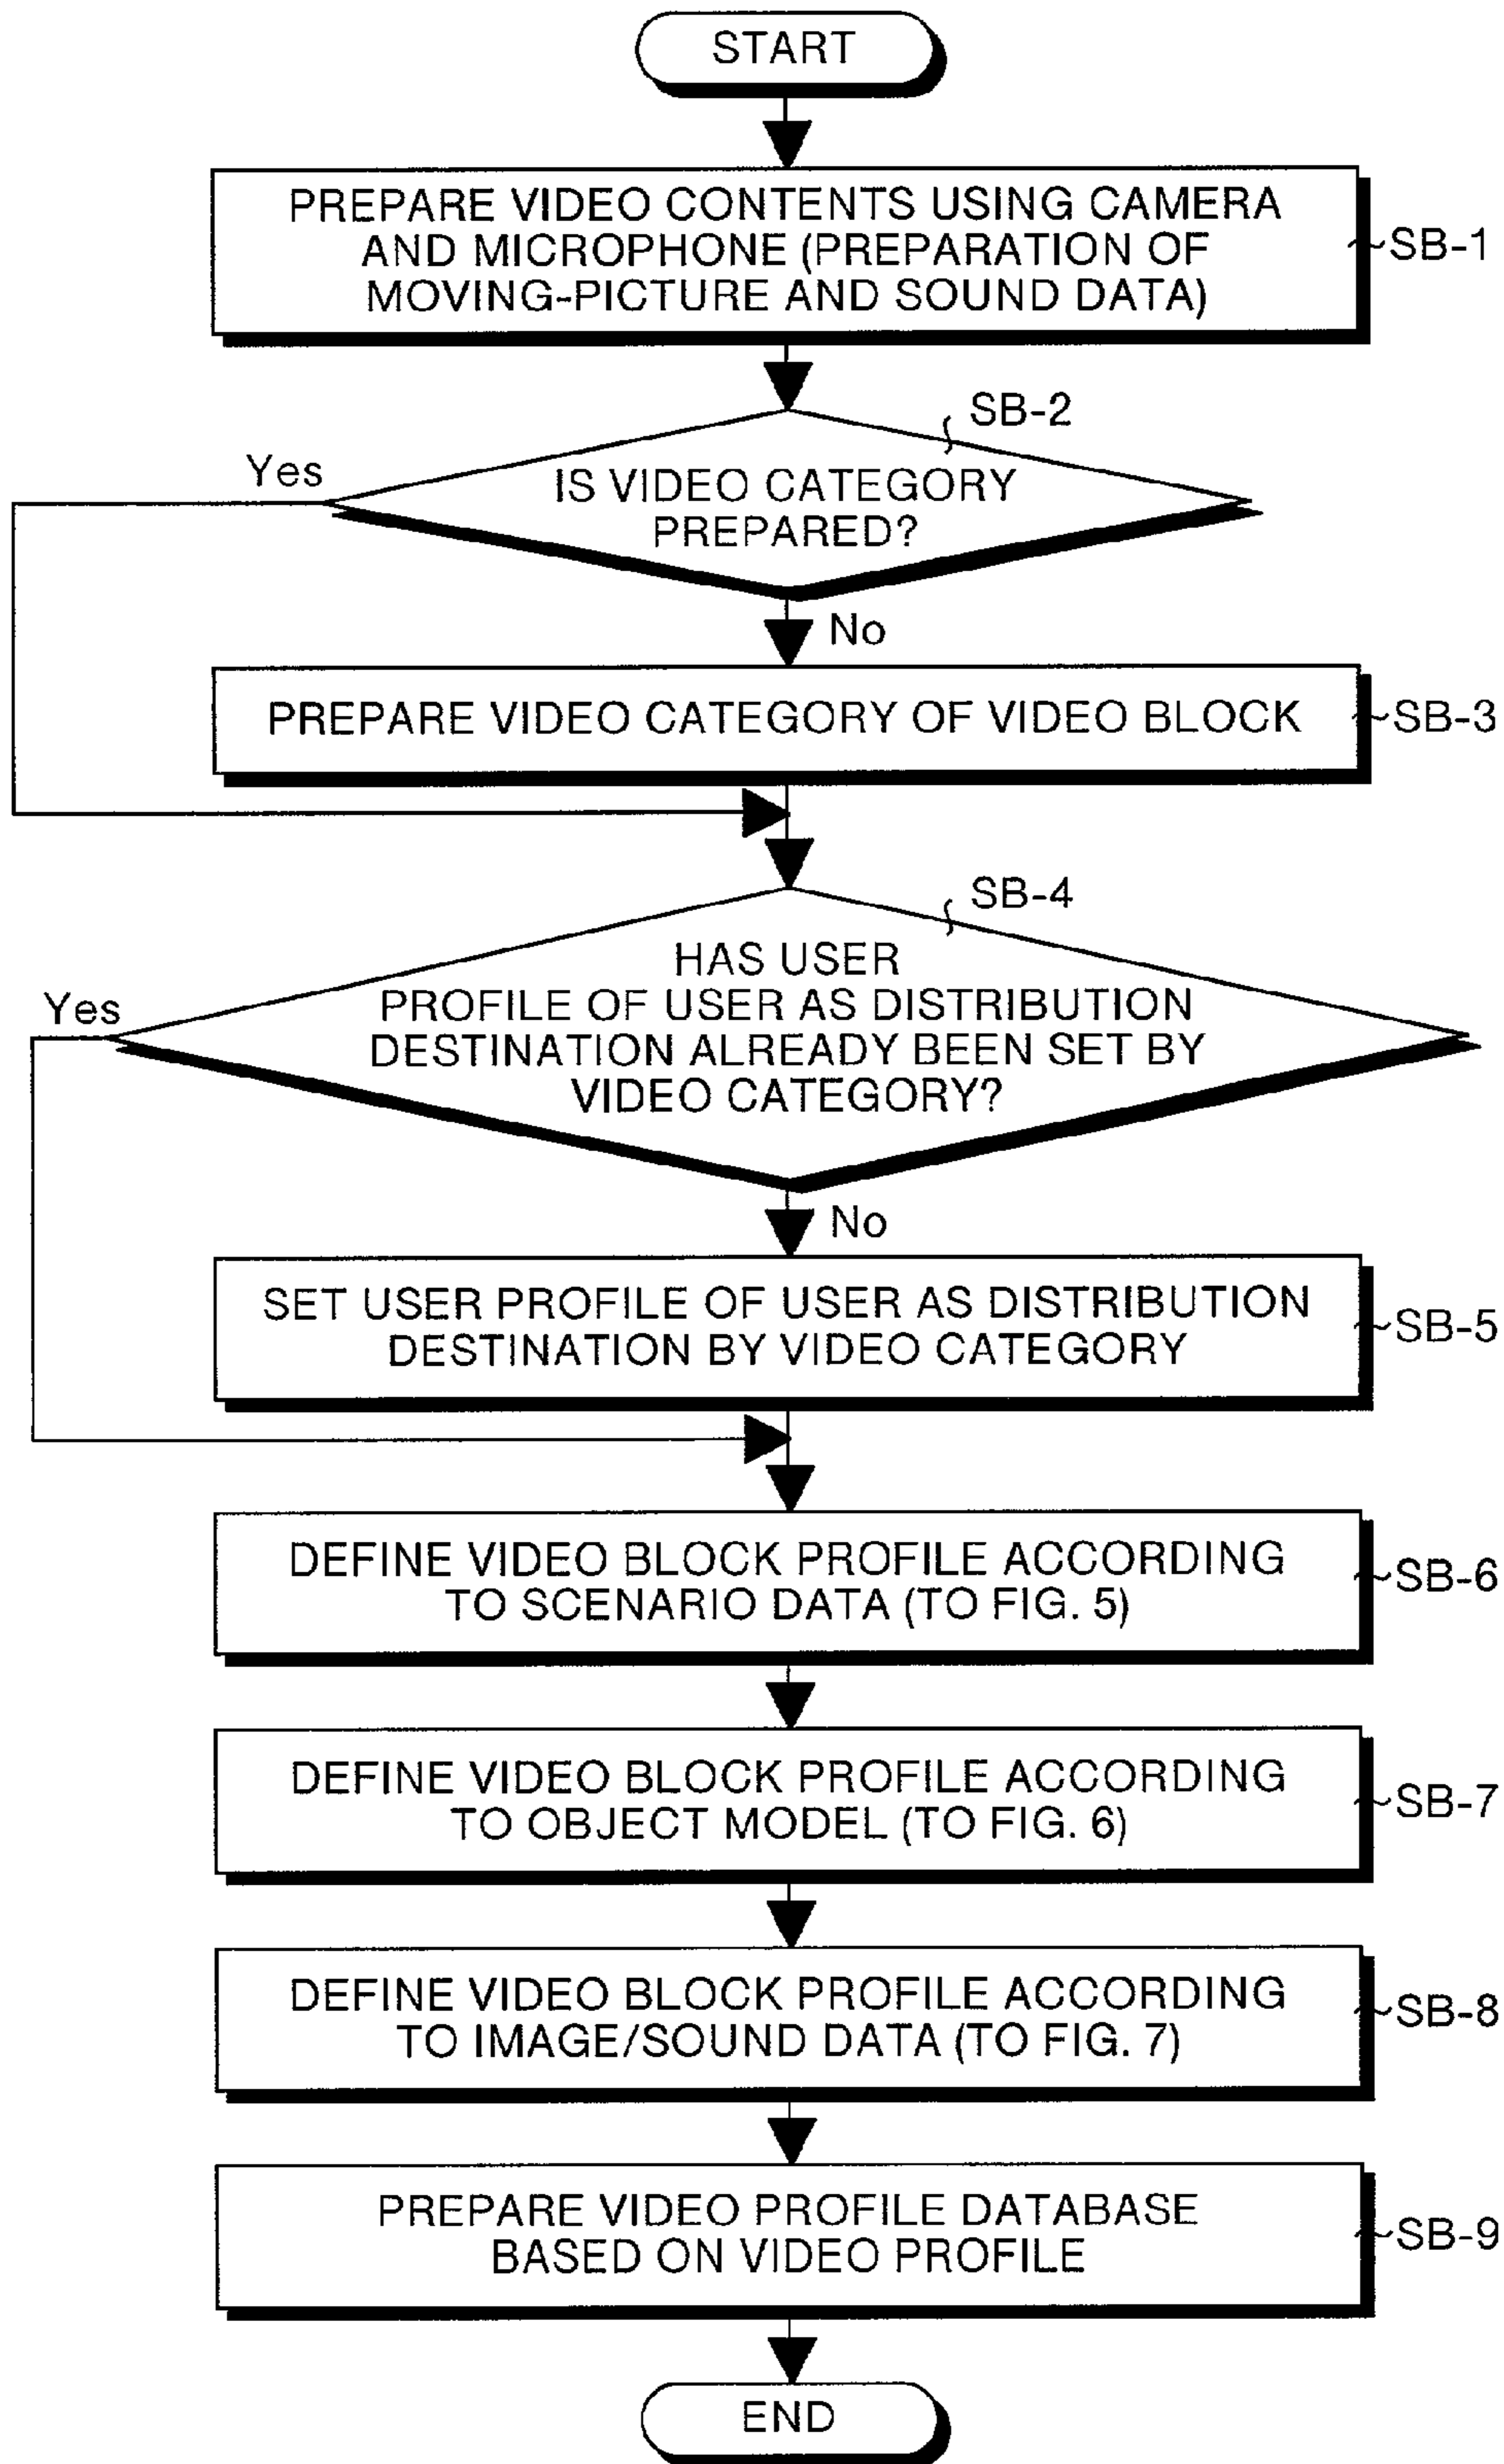 START
PREPARE VIDEO CONTENTS USING CAMERA
AND MICROPHONE (PREPARATION OF
MOVING-PICTURE AND SOUND DATA)
SB-1
SB-2
Yes
IS VIDEO CATEGORY
PREPARED?
No
PREPARE VIDEO CATEGORY OF VIDEO BLOCK
SB-3
SB-4
Yes
HAS USER
PROFILE OF USER AS DISTRIBUTION
DESTINATION ALREADY BEEN SET BY
VIDEO CATEGORY?
No
SET USER PROFILE OF USER AS DISTRIBUTION
DESTINATION BY VIDEO CATEGORY
SB-5
DEFINE VIDEO BLOCK PROFILE ACCORDING
TO SCENARIO DATA (TO FIG. 5)
SB-6
DEFINE VIDEO BLOCK PROFILE ACCORDING
TO OBJECT MODEL (TO FIG. 6)
SB-7
DEFINE VIDEO BLOCK PROFILE ACCORDING
TO IMAGE/SOUND DATA (TO FIG. 7)
SB-8
PREPARE VIDEO PROFILE DATABASE
BASED ON VIDEO PROFILE
SB-9
END